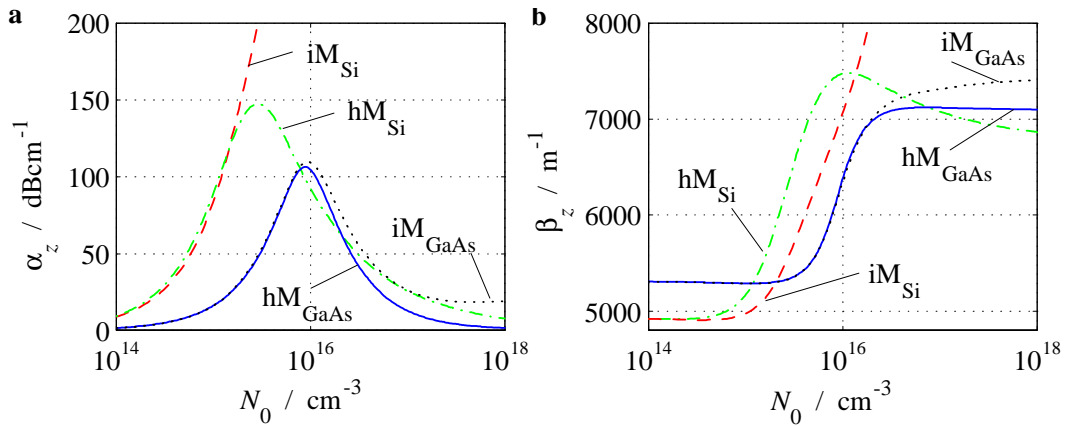 a
200
150
100
50
0
α_z / dBcm^-1
10^14
10^16
10^18
N_0 / cm^-3
iM_Si
hM_Si
iM_GaAs
hM_GaAs
b
8000
7000
6000
5000
β_z / m^-1
10^14
10^16
10^18
N_0 / cm^-3
iM_GaAs
hM_GaAs
hM_Si
iM_Si